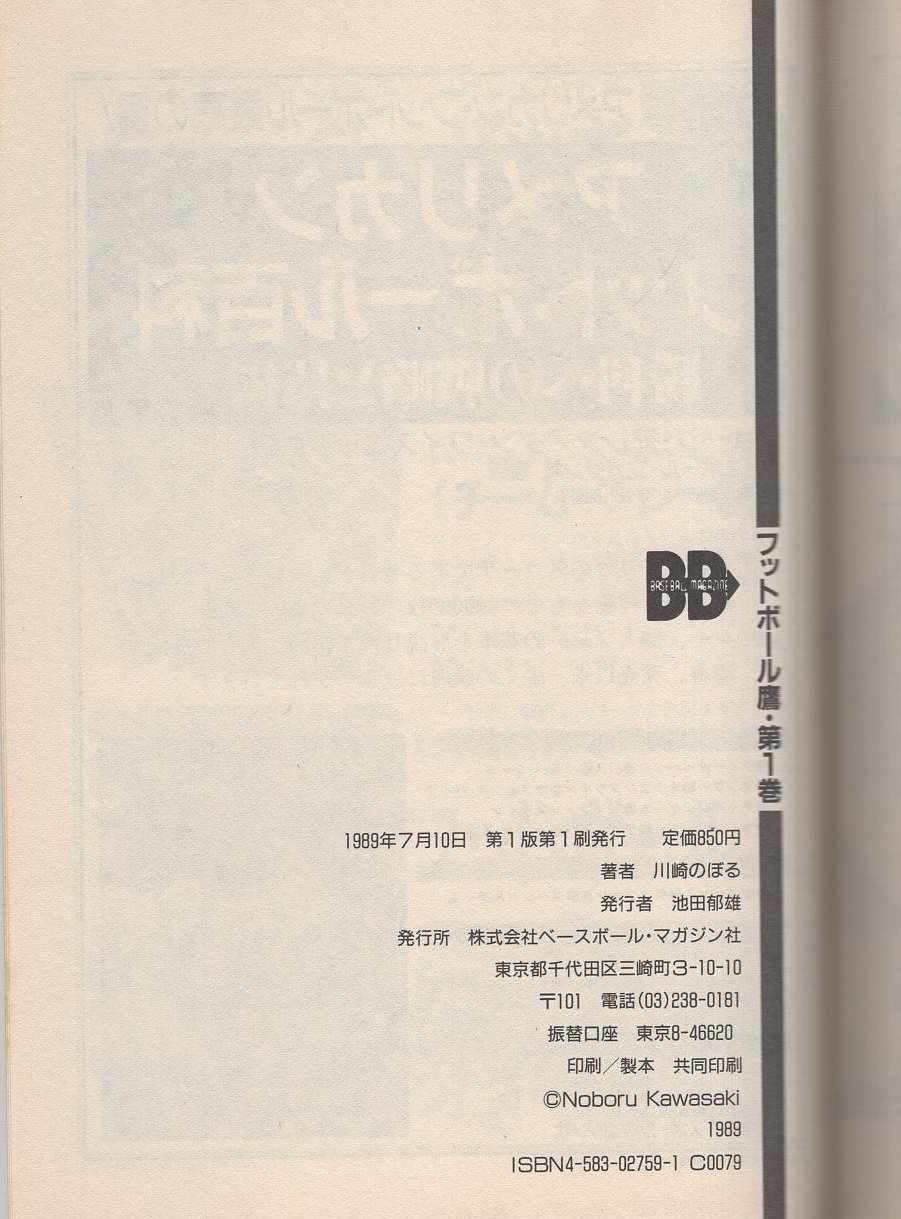 フットボール鷹・第1巻
BB
BASEBALL MAGAZINE
1989年7月10日　第1版第1刷発行　　定価850円
著者　川崎のぼる
発行者　池田郁雄
発行所　株式会社ベースボール・マガジン社
東京都千代田区三崎町3-10-10
〒101　電話(03)238-0181
振替口座　東京8-46620
印刷／製本　共同印刷
©Noboru Kawasaki
1989
ISBN4-583-02759-1 C0079